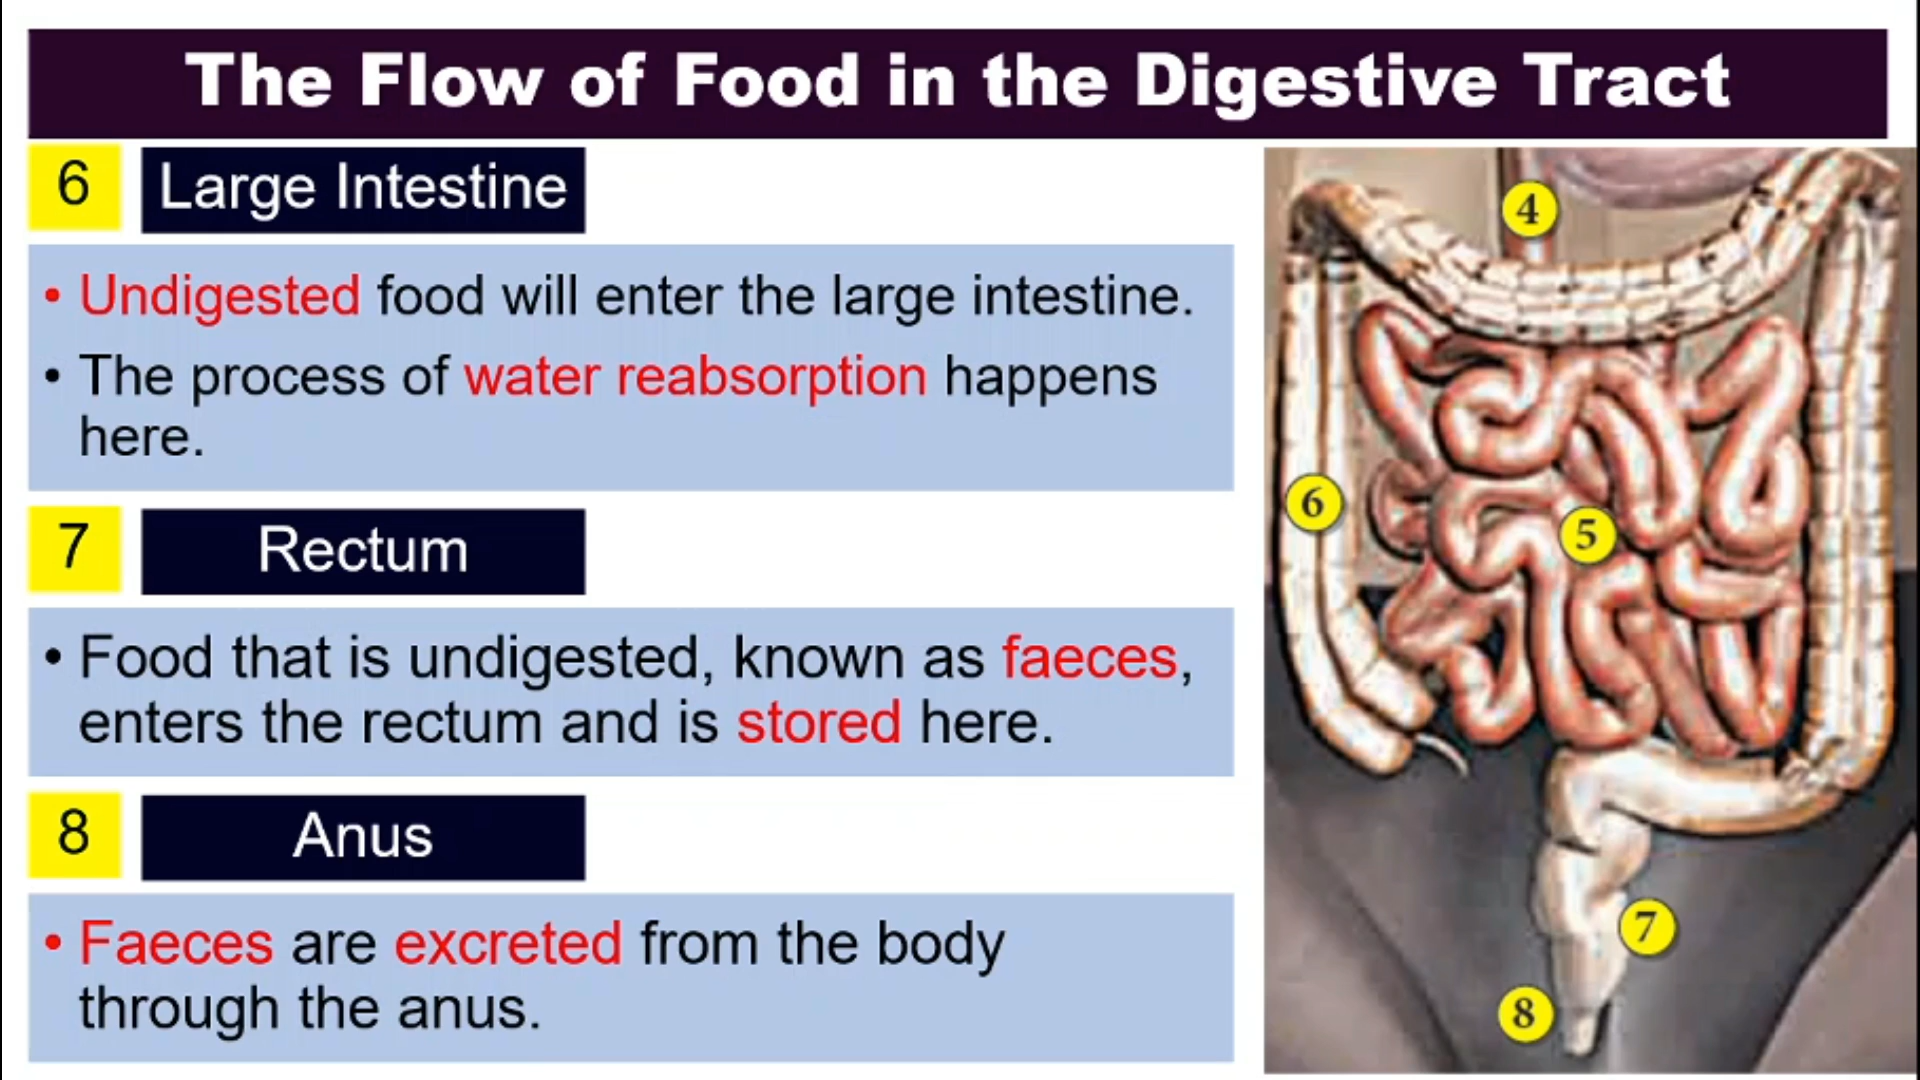 The Flow of Food in the Digestive Tract
6 Large Intestine
• Undigested food will enter the large intestine.
• The process of water reabsorption happens
here.
7 Rectum
• Food that is undigested, known as faeces,
enters the rectum and is stored here.
8 Anus
• Faeces are excreted from the body
through the anus.
4
6
5
7
8